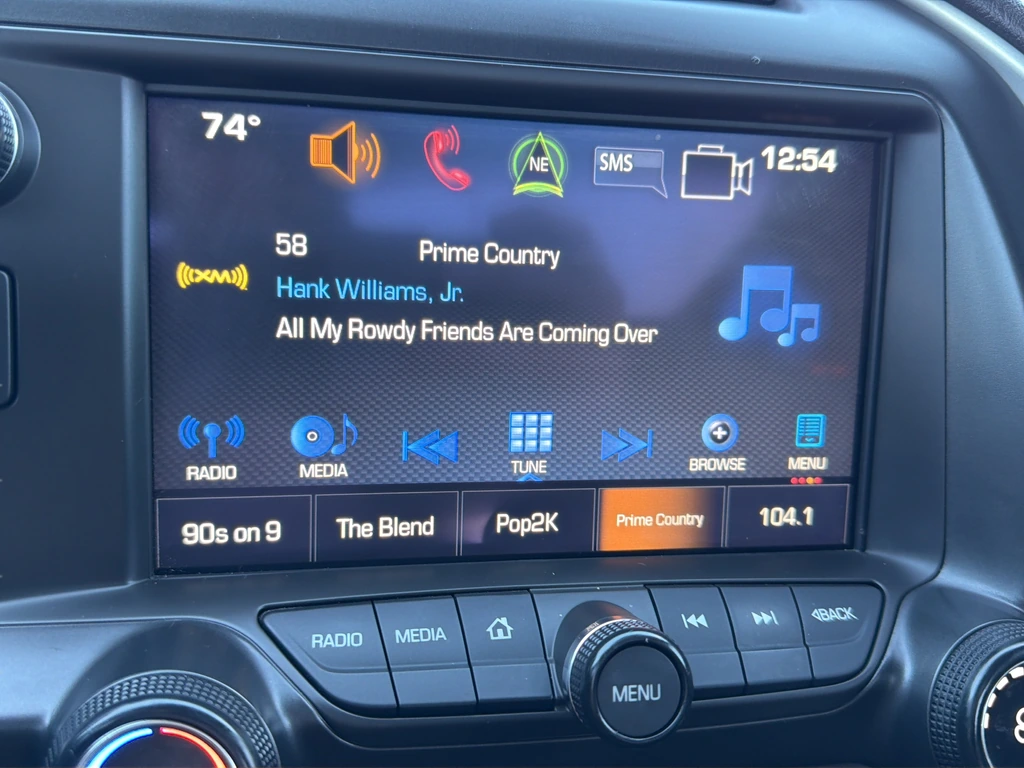 74°
NE
SMS
12:54
58 Prime Country
((XM))
Hank Williams, Jr.
All My Rowdy Friends Are Coming Over
RADIO MEDIA TUNE BROWSE MENU
90s on 9 The Blend Pop2K Prime Country 104.1
RADIO MEDIA BACK
MENU